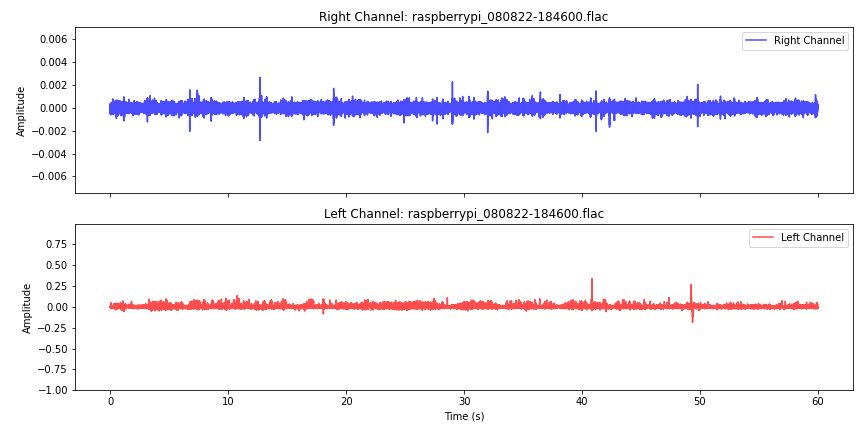 Right Channel: raspberrypi_080822-184600.flac
Right Channel
Amplitude
0.006
0.004
0.002
0.000
−0.002
−0.004
−0.006
Left Channel: raspberrypi_080822-184600.flac
Left Channel
Amplitude
0.75
0.50
0.25
0.00
−0.25
−0.50
−0.75
−1.00
0 10 20 30 40 50 60
Time (s)